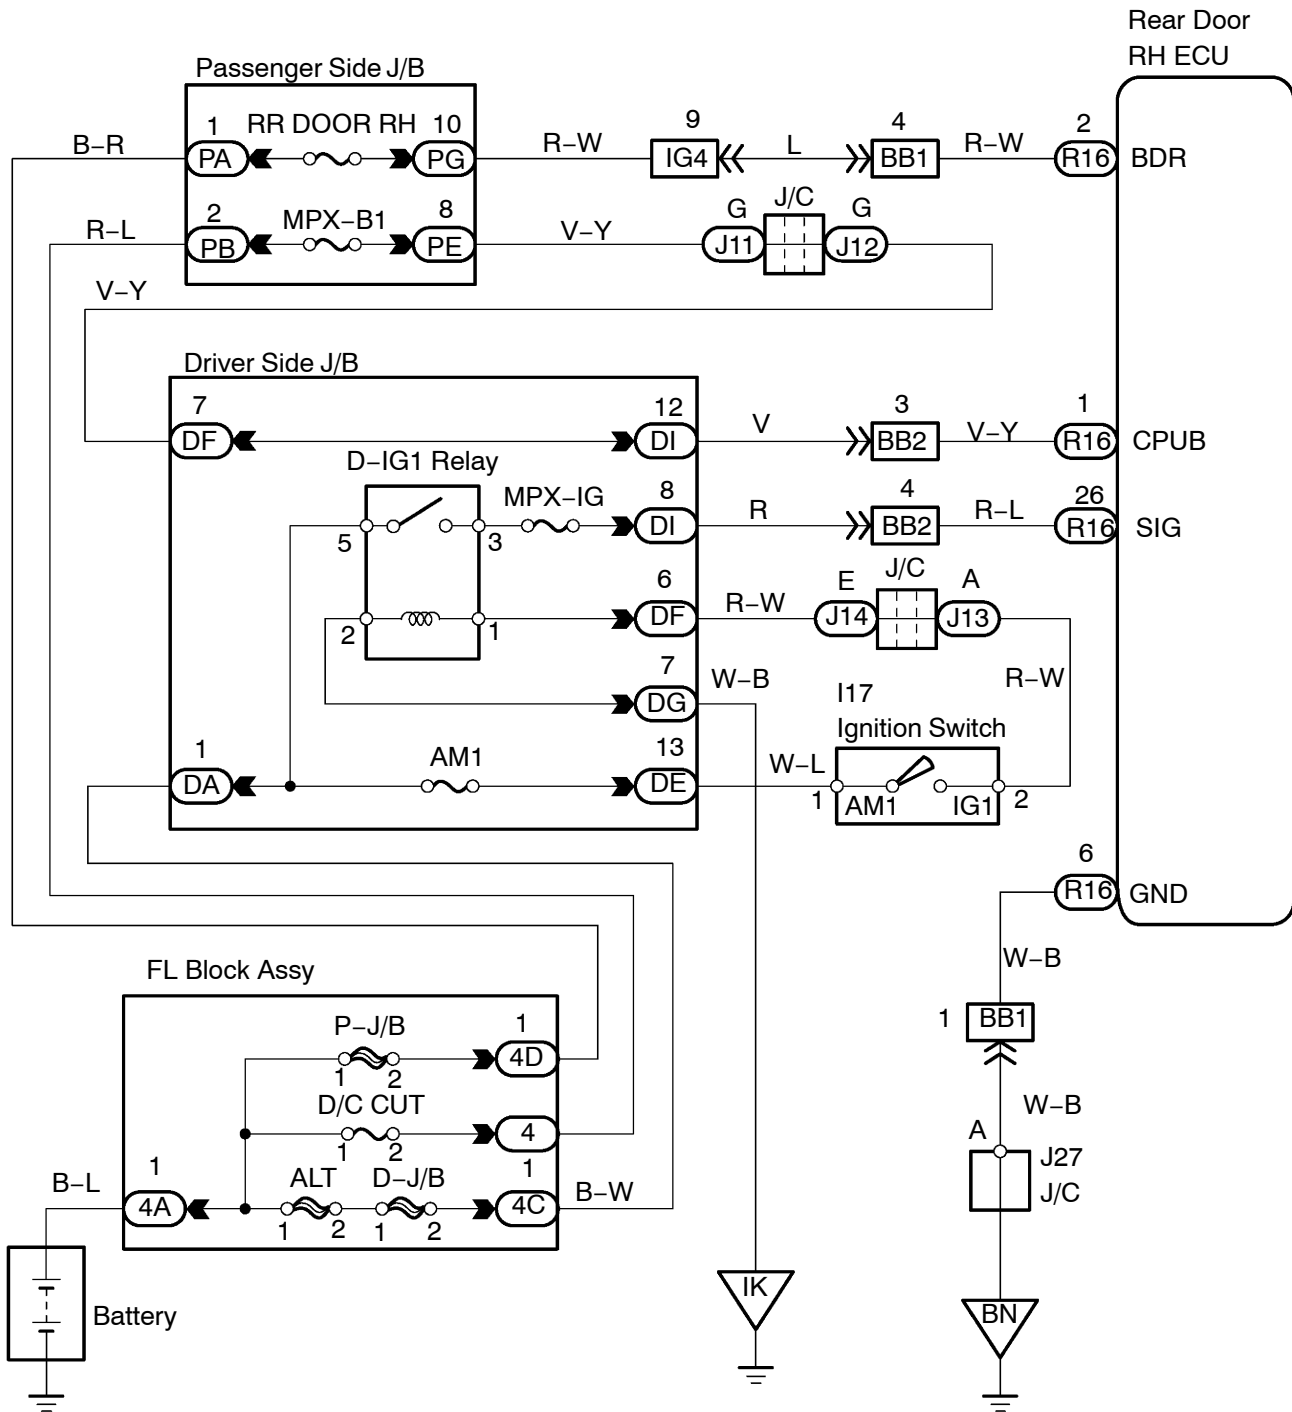 Rear Door
RH ECU
Passenger Side J/B
1 RR DOOR RH 10
B–R
PA
PG
R–W
9
IG4
L
4
BB1
R–W
2
R16
BDR
2 MPX–B1 8
R–L
PB
PE
V–Y
G J/C G
J11
J12
V–Y
Driver Side J/B
7
DF
12
DI
V
3
BB2
V–Y
1
R16
CPUB
D–IG1 Relay
MPX–IG
5
3
8
DI
R
4
BB2
R–L
26
R16
SIG
2
1
6
DF
R–W
E J/C A
J14
J13
R–W
7
DG
W–B
I17
Ignition Switch
1
DA
AM1
13
DE
W–L
1
AM1
IG1
2
6
R16
GND
W–B
1
BB1
W–B
A
J27
J/C
BN
FL Block Assy
P–J/B
1
2
1
4D
D/C CUT
1
2
4
B–L
1
4A
ALT
1
2
D–J/B
1
2
1
4C
B–W
IK
Battery